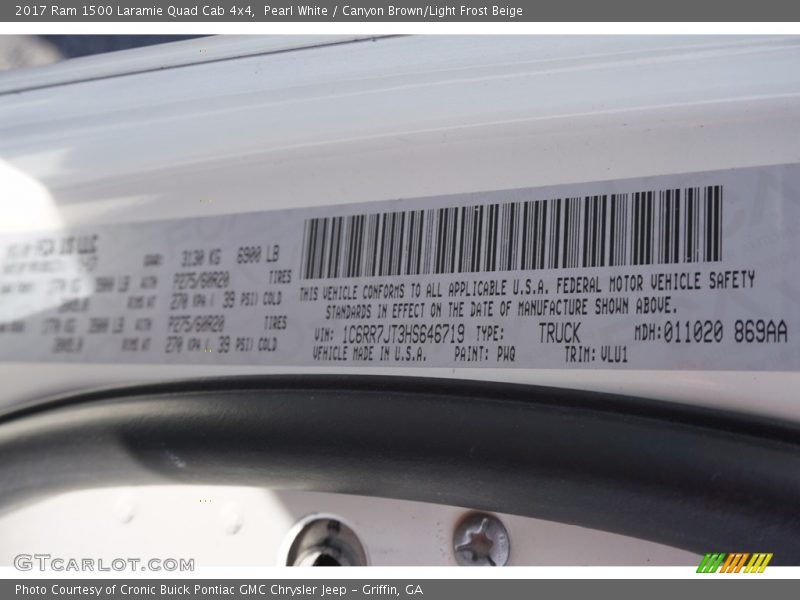 2017 Ram 1500 Laramie Quad Cab 4x4, Pearl White / Canyon Brown/Light Frost Beige
US LLC
3130 KG 6900 LB
P275/60R20 TIRES
270 KPA ( 39 PSI) COLD
P275/60R20 TIRES
270 KPA ( 39 PSI) COLD
THIS VEHICLE CONFORMS TO ALL APPLICABLE U.S.A. FEDERAL MOTOR VEHICLE SAFETY
STANDARDS IN EFFECT ON THE DATE OF MANUFACTURE SHOWN ABOVE.
VIN: 1C6RR7JT3HS646719 TYPE: TRUCK MDH:011020 869AA
VEHICLE MADE IN U.S.A. PAINT: PWQ TRIM: VLU1
GTCARLOT.COM
Photo Courtesy of Cronic Buick Pontiac GMC Chrysler Jeep - Griffin, GA